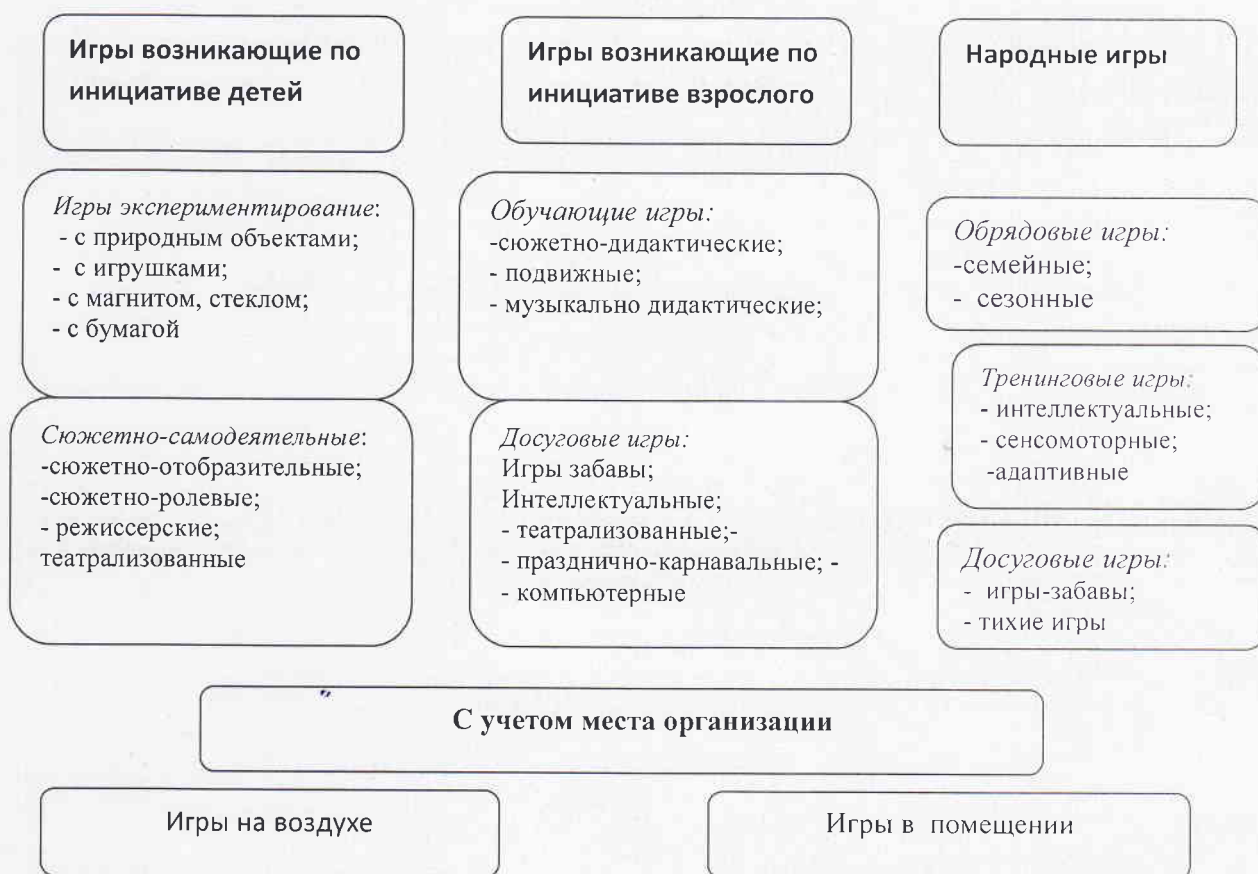 Игры возникающие по
инициативе детей
Игры возникающие по
инициативе взрослого
Народные игры
Игры экспериментирование:
- с природным объектами;
- с игрушками;
- с магнитом, стеклом;
- с бумагой
Обучающие игры:
-сюжетно-дидактические;
- подвижные;
- музыкально дидактические;
Обрядовые игры:
-семейные;
- сезонные
Тренинговые игры:
- интеллектуальные;
- сенсомоторные;
-адаптивные
Сюжетно-самодеятельные:
-сюжетно-отобразительные;
-сюжетно-ролевые;
- режиссерские;
театрализованные
Досуговые игры:
Игры забавы;
Интеллектуальные;
- театрализованные;-
- празднично-карнавальные; -
- компьютерные
Досуговые игры:
- игры-забавы;
- тихие игры
С учетом места организации
Игры на воздухе
Игры в помещении